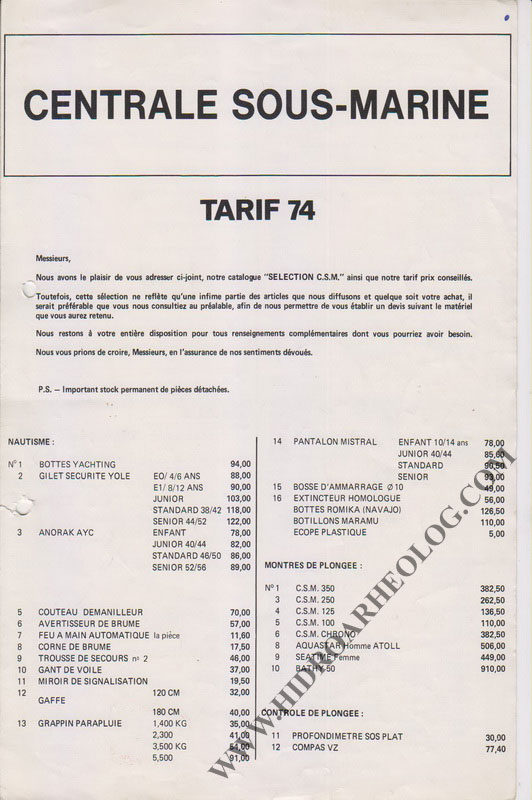 CENTRALE SOUS-MARINE
TARIF 74
Messieurs,
Nous avons le plaisir de vous adresser ci-joint, notre catalogue "SELECTION C.S.M." ainsi que notre tarif prix conseillés.
Toutefois, cette sélection ne reflète qu'une infime partie des articles que nous diffusons et quelque soit votre achat, il
serait préférable que vous nous consultiez au préalable, afin de nous permettre de vous établir un devis suivant le matériel
que vous aurez retenu.
Nous restons à votre entière disposition pour tous renseignements complémentaires dont vous pourriez avoir besoin.
Nous vous prions de croire, Messieurs, en l'assurance de nos sentiments dévoués.
P.S. — Important stock permanent de pièces détachées.
NAUTISME :
N° 1 BOTTES YACHTING 94,00
2 GILET SECURITE YOLE EO/ 4/6 ANS 88,00
E1/ 8/12 ANS 90,00
JUNIOR 103,00
STANDARD 38/42 118,00
SENIOR 44/52 122,00
3 ANORAK AYC ENFANT 78,00
JUNIOR 40/44 82,00
STANDARD 46/50 86,00
SENIOR 52/56 89,00
5 COUTEAU DEMANILLEUR 70,00
6 AVERTISSEUR DE BRUME 57,00
7 FEU A MAIN AUTOMATIQUE la pièce 11,60
8 CORNE DE BRUME 17,50
9 TROUSSE DE SECOURS n° 2 46,00
10 GANT DE VOILE 37,00
11 MIROIR DE SIGNALISATION 19,50
12 120 CM 32,00
GAFFE
180 CM 40,00
13 GRAPPIN PARAPLUIE 1,400 KG 35,00
2,300 41,00
3,500 KG 54,00
5,500 91,00
14 PANTALON MISTRAL ENFANT 10/14 ans 78,00
JUNIOR 40/44 85,60
STANDARD 90,50
SENIOR 93,00
15 BOSSE D'AMMARRAGE Ø 10 49,00
16 EXTINCTEUR HOMOLOGUE 56,00
BOTTES ROMIKA (NAVAJO) 126,50
BOTILLONS MARAMU 110,00
ECOPE PLASTIQUE 5,00
MONTRES DE PLONGEE :
N° 1 C.S.M. 350 382,50
3 C.S.M. 250 262,50
4 C.S.M. 125 136,50
5 C.S.M. 100 110,00
6 C.S.M. CHRONO 382,50
8 AQUASTAR Homme ATOLL 506,00
9 SEATIME Femme 449,00
10 BATHY 50 910,00
CONTROLE DE PLONGEE :
11 PROFONDIMETRE SOS PLAT 30,00
12 COMPAS VZ 77,40
WWW.HIDROARHEOLOG.COM